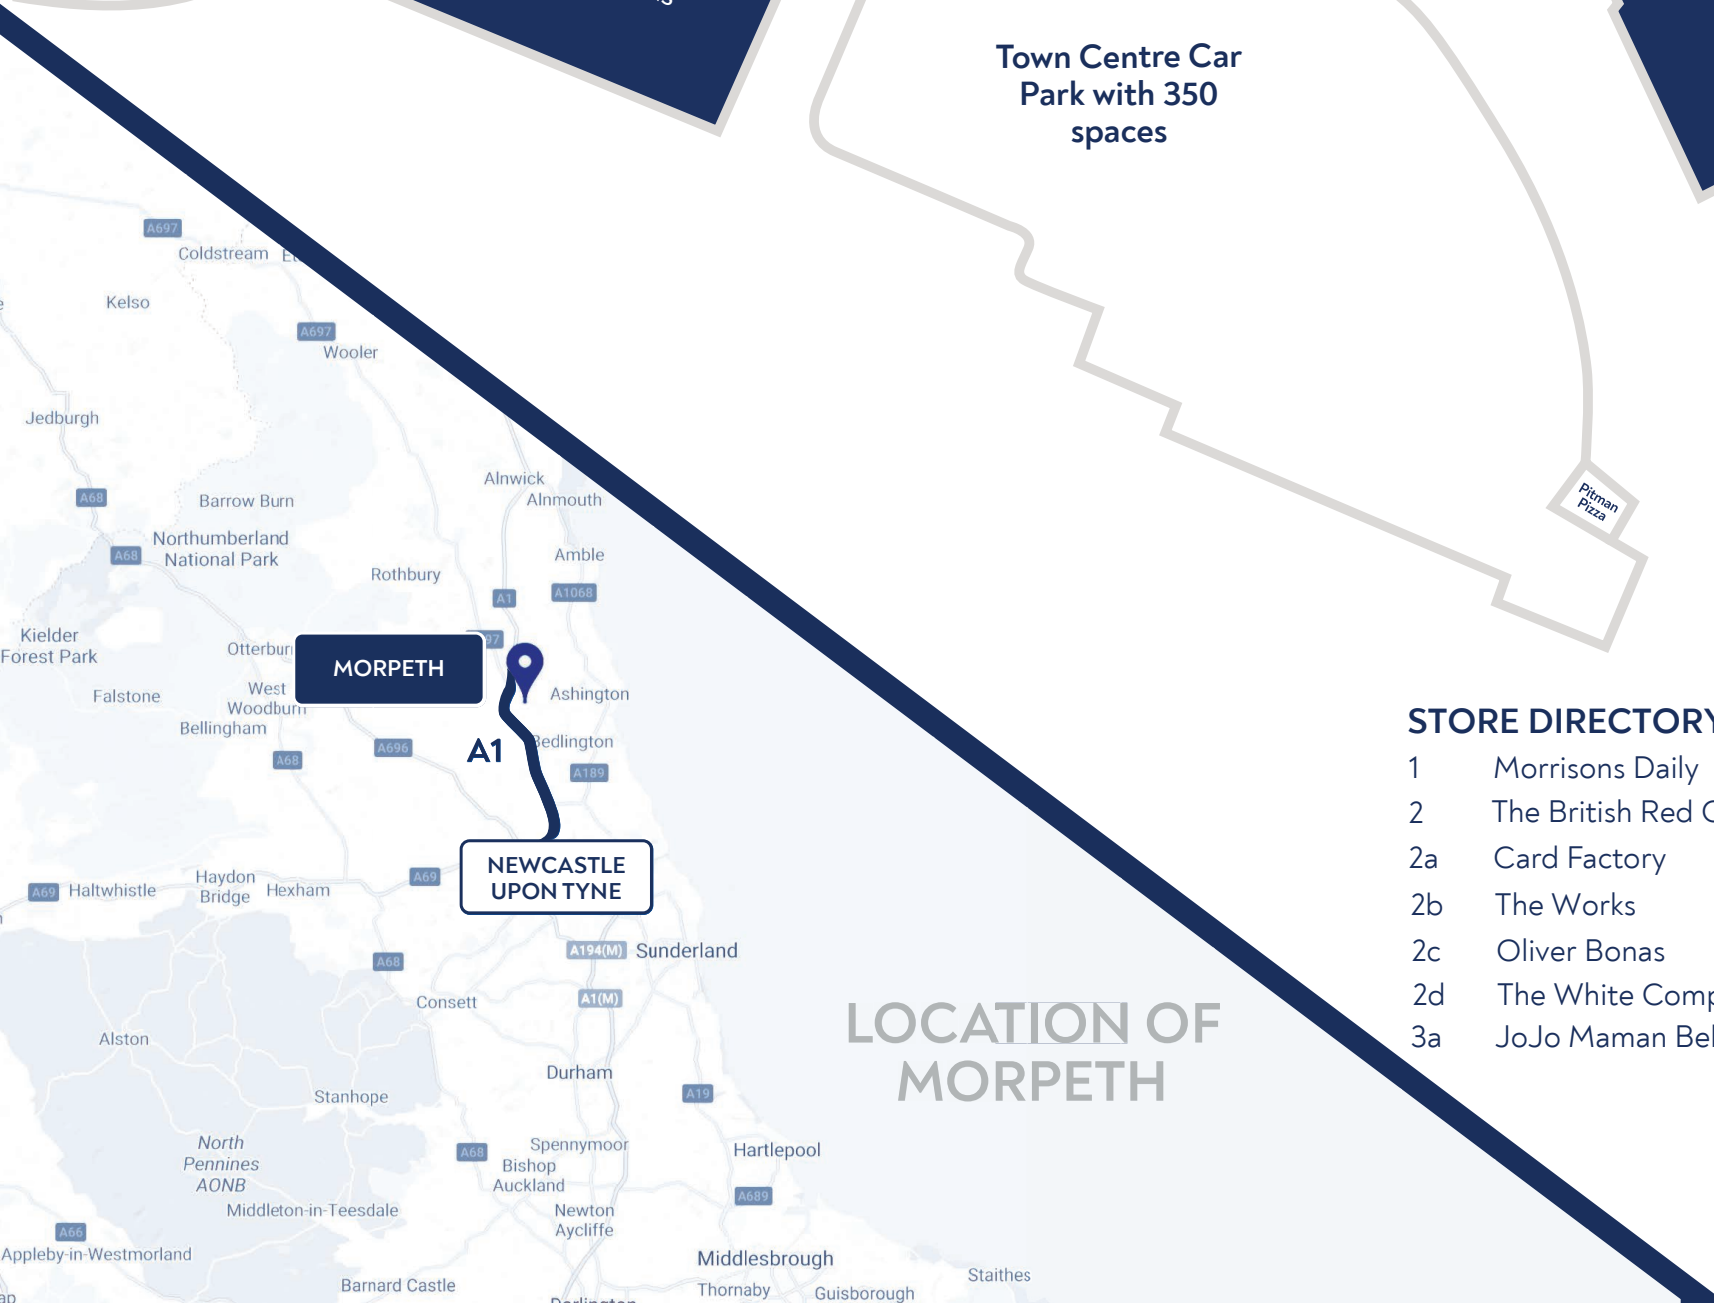 Town Centre Car
Park with 350
spaces
Pitman
Pizza
A697
Coldstream
Kelso
A697
Wooler
Jedburgh
Alnwick
A68
Barrow Burn
Alnmouth
Northumberland
National Park
A68
Amble
Rothbury
A1
A1068
Kielder
Forest Park
MORPETH
West
Woodburn
Falstone
Ashington
Bellingham
A1
Bedlington
A696
A68
A189
NEWCASTLE
UPON TYNE
Haydon
Bridge
A69
A69
Haltwhistle
Hexham
A194(M)
Sunderland
A68
Consett
A1(M)
LOCATION OF
MORPETH
Alston
Durham
Stanhope
A19
North
Pennines
AONB
A68
Spennymoor
Hartlepool
Bishop
Auckland
A689
Middleton-in-Teesdale
Newton
Aycliffe
A66
Appleby-in-Westmorland
Middlesbrough
Barnard Castle
Thornaby
Guisborough
Staithes
STORE DIRECTORY
1 Morrisons Daily
2 The British Red
2a Card Factory
2b The Works
2c Oliver Bonas
2d The White
3a JoJo Maman